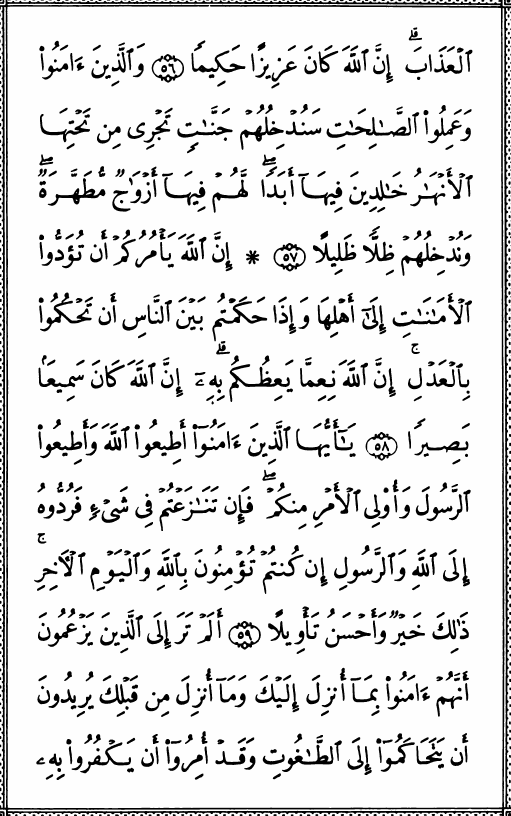 ٱلۡعَذَابَۗ إِنَّ ٱللَّهَ كَانَ عَزِيزًا حَكِيمٗا ٥٦ وَٱلَّذِينَ ءَامَنُواْ
وَعَمِلُواْ ٱلصَّٰلِحَٰتِ سَنُدۡخِلُهُمۡ جَنَّٰتٖ تَجۡرِي مِن تَحۡتِهَا
ٱلۡأَنۡهَٰرُ خَٰلِدِينَ فِيهَآ أَبَدٗاۖ لَّهُمۡ فِيهَآ أَزۡوَٰجٞ مُّطَهَّرَةٞۖ
وَنُدۡخِلُهُمۡ ظِلّٗا ظَلِيلًا ٥٧ * إِنَّ ٱللَّهَ يَأۡمُرُكُمۡ أَن تُؤَدُّواْ
ٱلۡأَمَٰنَٰتِ إِلَىٰٓ أَهۡلِهَا وَإِذَا حَكَمۡتُم بَيۡنَ ٱلنَّاسِ أَن تَحۡكُمُواْ
بِٱلۡعَدۡلِۚ إِنَّ ٱللَّهَ نِعِمَّا يَعِظُكُم بِهِۦٓۗ إِنَّ ٱللَّهَ كَانَ سَمِيعَۢا
بَصِيرٗا ٥٨ يَٰٓأَيُّهَا ٱلَّذِينَ ءَامَنُوٓاْ أَطِيعُواْ ٱللَّهَ وَأَطِيعُواْ
ٱلرَّسُولَ وَأُوْلِي ٱلۡأَمۡرِ مِنكُمۡۖ فَإِن تَنَٰزَعۡتُمۡ فِي شَيۡءٖ فَرُدُّوهُ
إِلَى ٱللَّهِ وَٱلرَّسُولِ إِن كُنتُمۡ تُؤۡمِنُونَ بِٱللَّهِ وَٱلۡيَوۡمِ ٱلۡأٓخِرِۚ
ذَٰلِكَ خَيۡرٞ وَأَحۡسَنُ تَأۡوِيلًا ٥٩ أَلَمۡ تَرَ إِلَى ٱلَّذِينَ يَزۡعُمُونَ
أَنَّهُمۡ ءَامَنُواْ بِمَآ أُنزِلَ إِلَيۡكَ وَمَآ أُنزِلَ مِن قَبۡلِكَ يُرِيدُونَ
أَن يَتَحَاكَمُوٓاْ إِلَى ٱلطَّٰغُوتِ وَقَدۡ أُمِرُوٓاْ أَن يَكۡفُرُواْ بِهِۦ